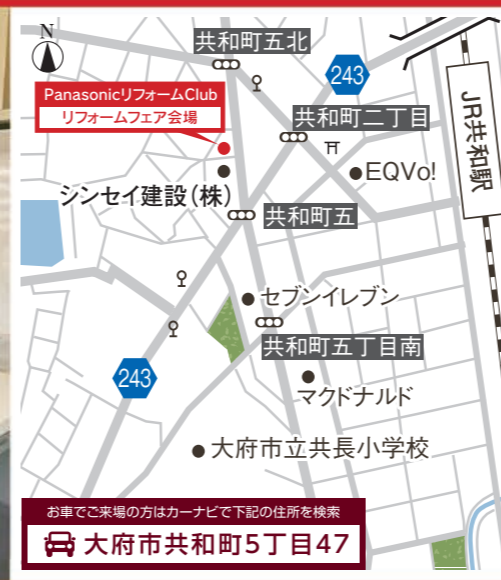 N
共和町五北
243
PanasonicリフォームClub
リフォームフェア会場
共和町二丁目
JR共和駅
EQVo!
シンセイ建設(株)
共和町五
セブンイレブン
共和町五丁目南
243
マクドナルド
大府市立共長小学校
お車でご来場の方はカーナビで下記の住所を検索
大府市共和町5丁目47